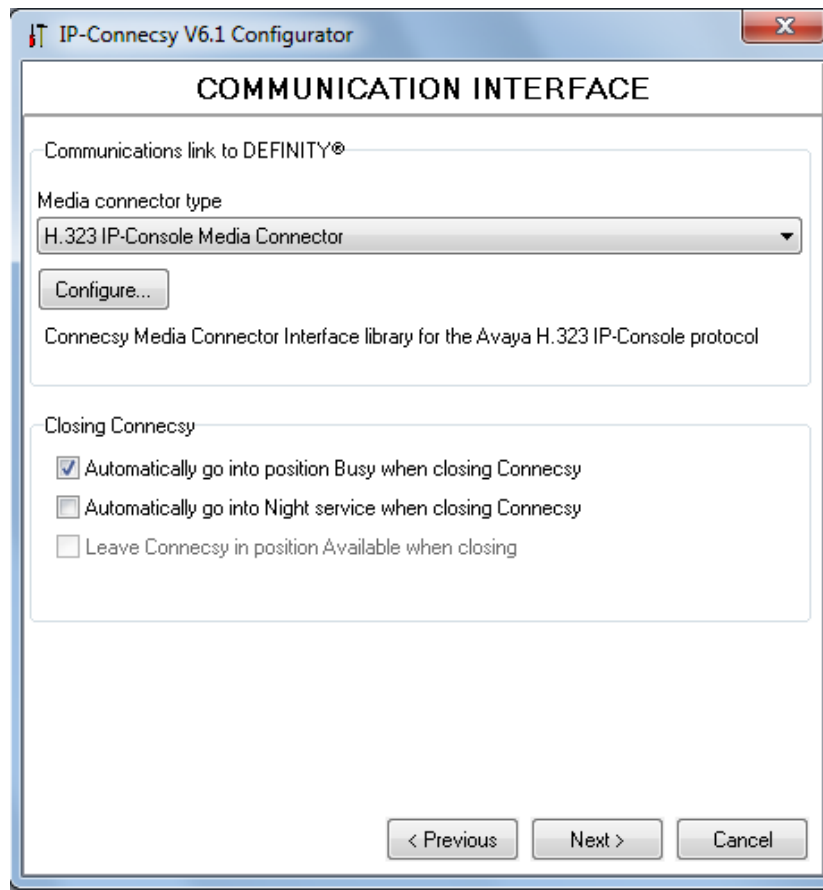 IP-Connecsy V6.1 Configurator
COMMUNICATION INTERFACE
Communications link to DEFINITY®
Media connector type
H.323 IP-Console Media Connector
Configure...
Connecsy Media Connector Interface library for the Avaya H.323 IP-Console protocol
Closing Connecsy
Automatically go into position Busy when closing Connecsy
Automatically go into Night service when closing Connecsy
Leave Connecsy in position Available when closing
< Previous
Next >
Cancel